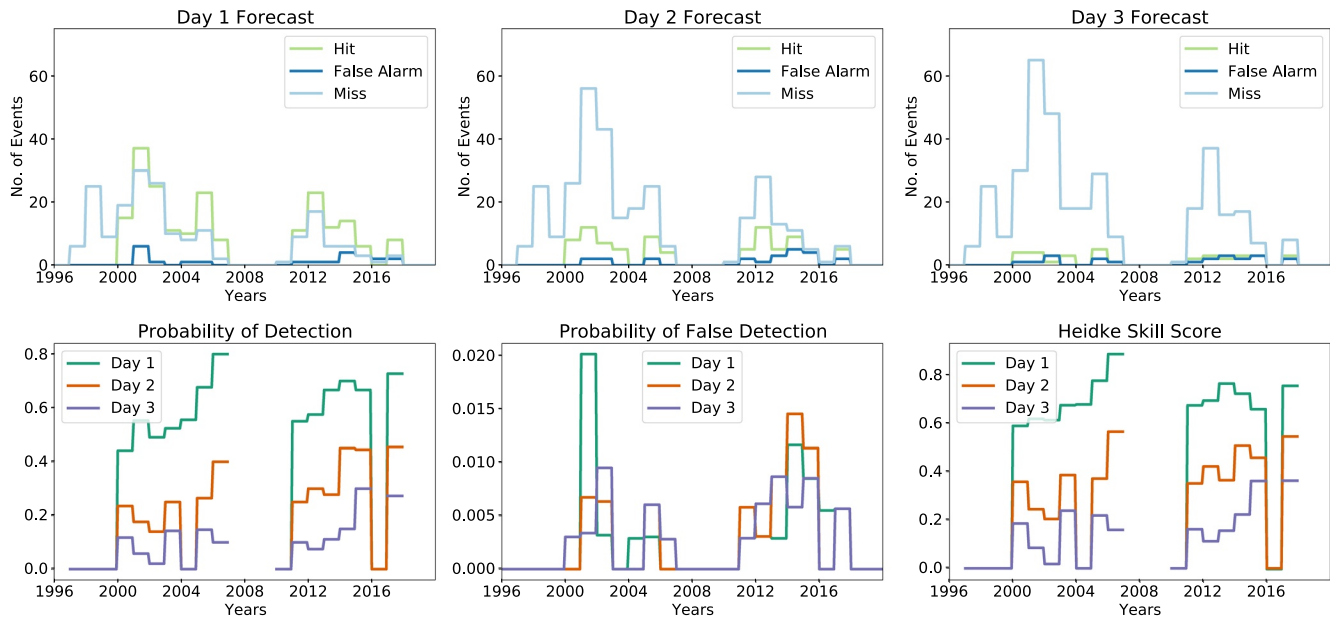 Day 1 Forecast
Hit
False Alarm
Miss
No. of Events
60
40
20
0
1996 2000 2004 2008 2012 2016
Years
Day 2 Forecast
Hit
False Alarm
Miss
No. of Events
60
40
20
0
1996 2000 2004 2008 2012 2016
Years
Day 3 Forecast
Hit
False Alarm
Miss
No. of Events
60
40
20
0
1996 2000 2004 2008 2012 2016
Years
Probability of Detection
Day 1
Day 2
Day 3
0.8
0.6
0.4
0.2
0.0
1996 2000 2004 2008 2012 2016
Years
Probability of False Detection
Day 1
Day 2
Day 3
0.020
0.015
0.010
0.005
0.000
1996 2000 2004 2008 2012 2016
Years
Heidke Skill Score
Day 1
Day 2
Day 3
0.8
0.6
0.4
0.2
0.0
1996 2000 2004 2008 2012 2016
Years